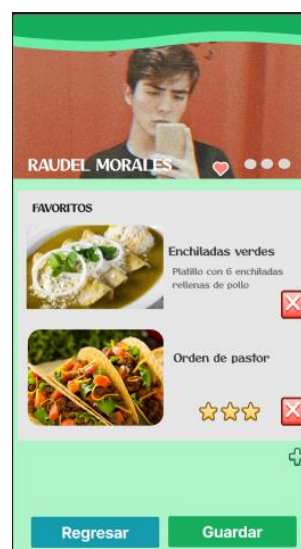 RAUDEL MORALES
FAVORITOS
Enchiladas verdes
Platillo con 6 enchiladas
rellenas de pollo
Orden de pastor
Regresar
Guardar